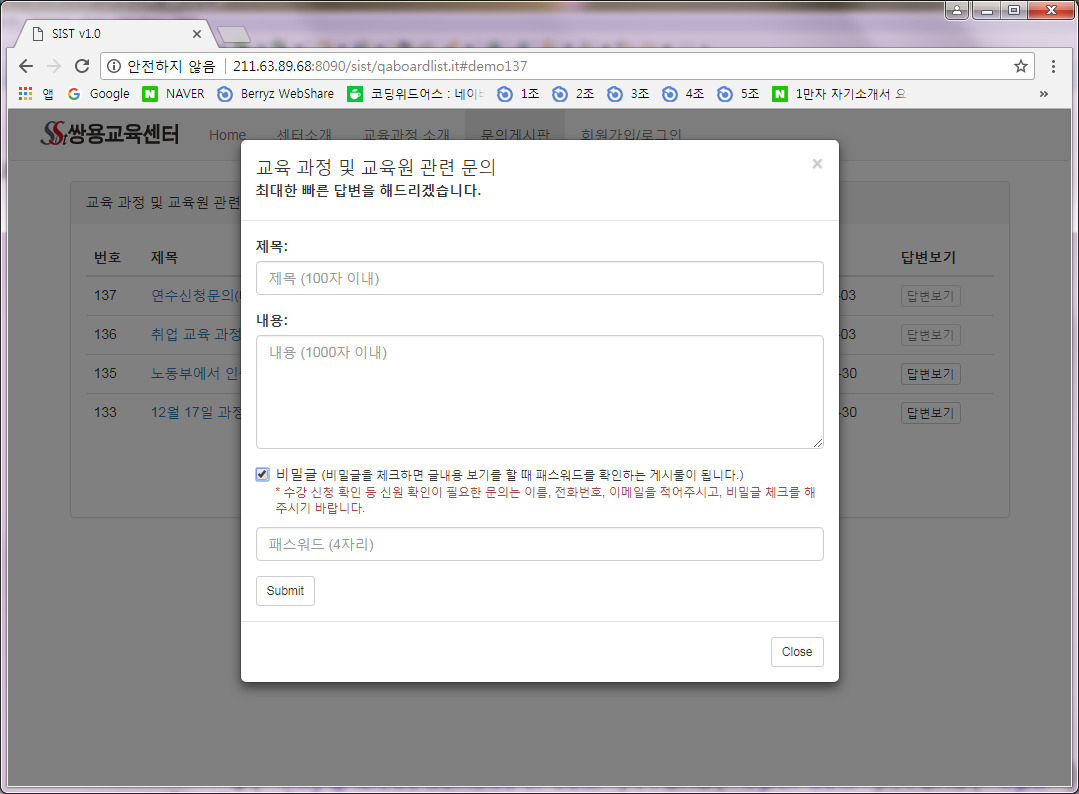 SIST v1.0
안전하지 않음 211.63.89.68:8090/sist/qaboardlist.it#demo137
앱 Google NAVER Berryz WebShare 코딩위드어스 : 네이버 1조 2조 3조 4조 5조 1만자 자기소개서 요 »
쌍용교육센터 Home 센터소개 교육과정 소개 문의게시판 회원가입/로그인
교육 과정 및 교육원 관련 문의 ×
최대한 빠른 답변을 해드리겠습니다.
교육 과정 및 교육원 관련
번호 제목 답변보기
137 연수신청문의( -03 답변보기
136 취업 교육 과정 -03 답변보기
135 노동부에서 -30 답변보기
133 12월 17일 과정 -30 답변보기
제목:
제목 (100자 이내)
내용:
내용 (1000자 이내)
비밀글 (비밀글을 체크하면 글내용 보기를 할 때 패스워드를 확인하는 게시물이 됩니다.)
* 수강 신청 확인 등 신원 확인이 필요한 문의는 이름, 전화번호, 이메일을 적어주시고, 비밀글 체크를 해
주시기 바랍니다.
패스워드 (4자리)
Submit
Close